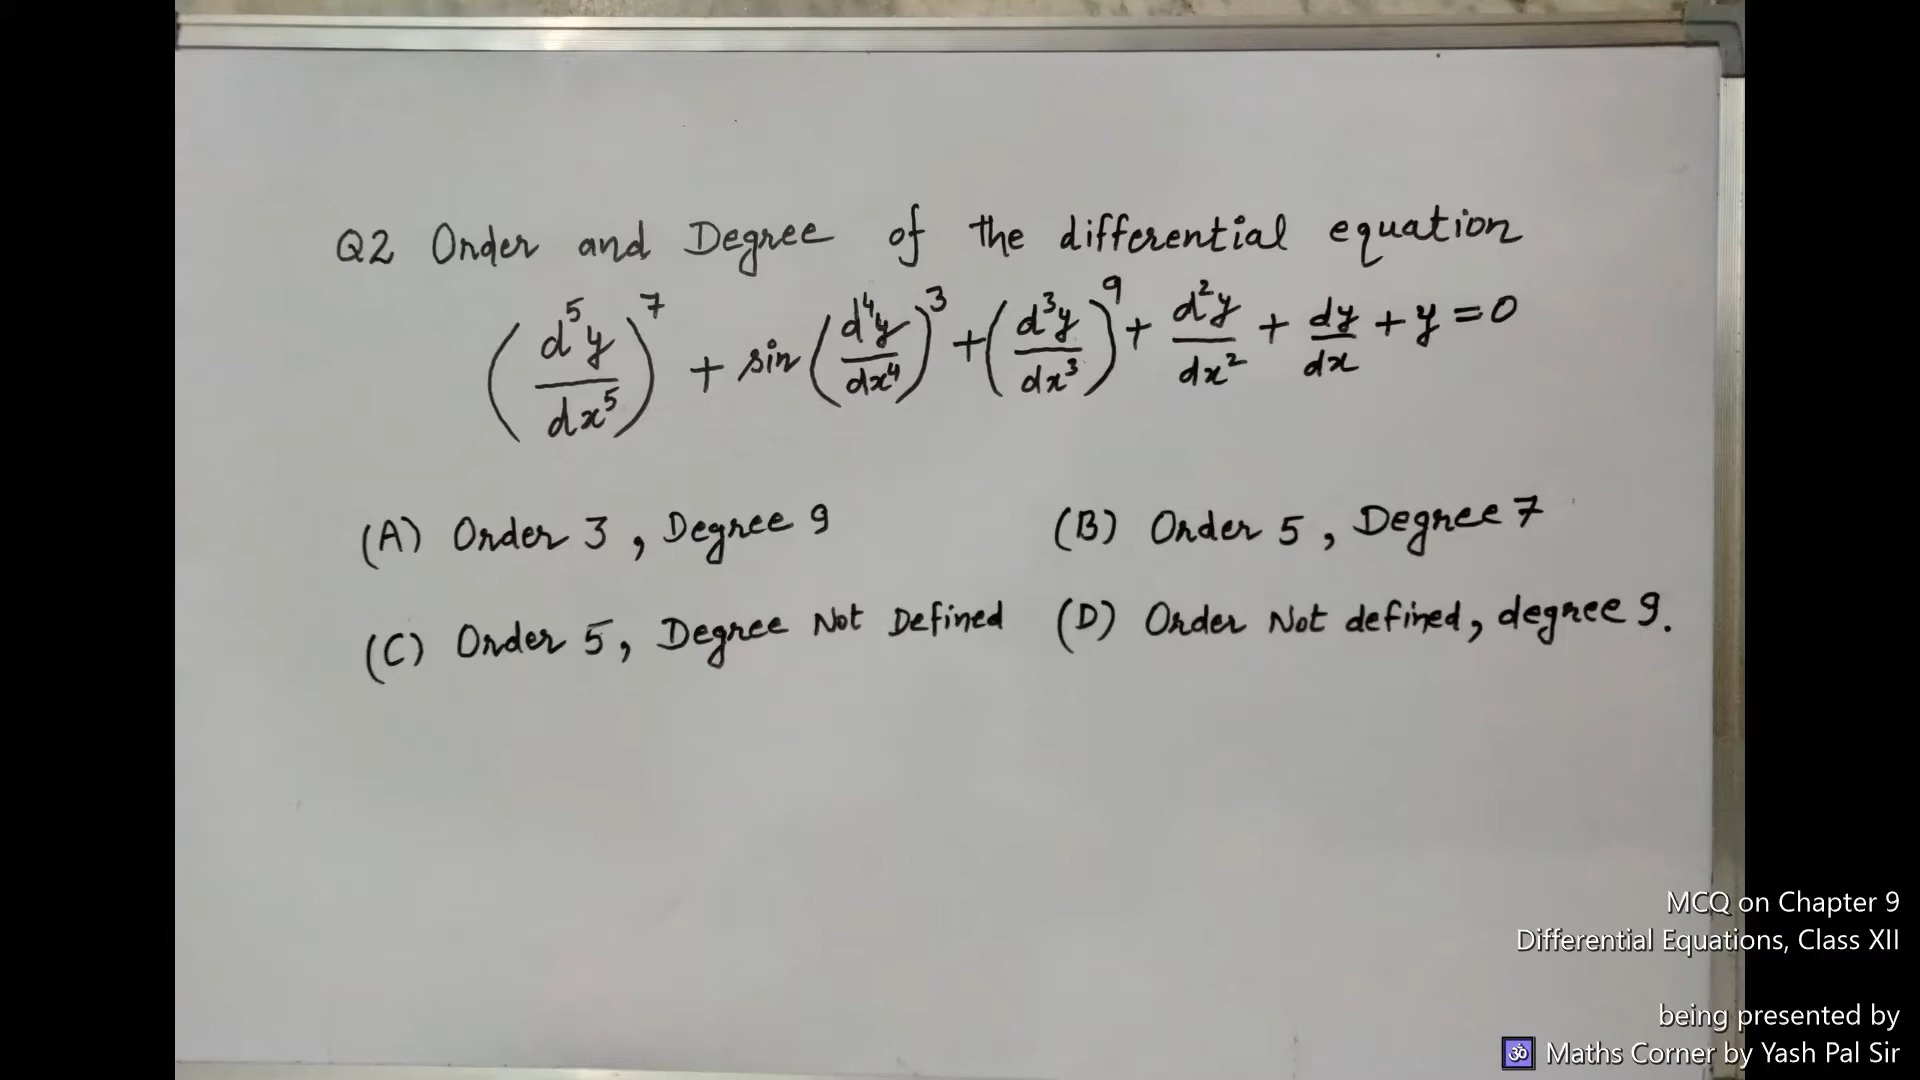 Q2 Order and Degree of the differential equation
(d⁵y/dx⁵)⁷ + sin(d⁴y/dx⁴)³ + (d³y/dx³)⁹ + d²y/dx² + dy/dx + y = 0
(A) Order 3, Degree 9 (B) Order 5, Degree 7
(C) Order 5, Degree Not Defined (D) Order Not defined, degree 9.
MCQ on Chapter 9
Differential Equations, Class XII
being presented by
ॐ Maths Corner by Yash Pal Sir